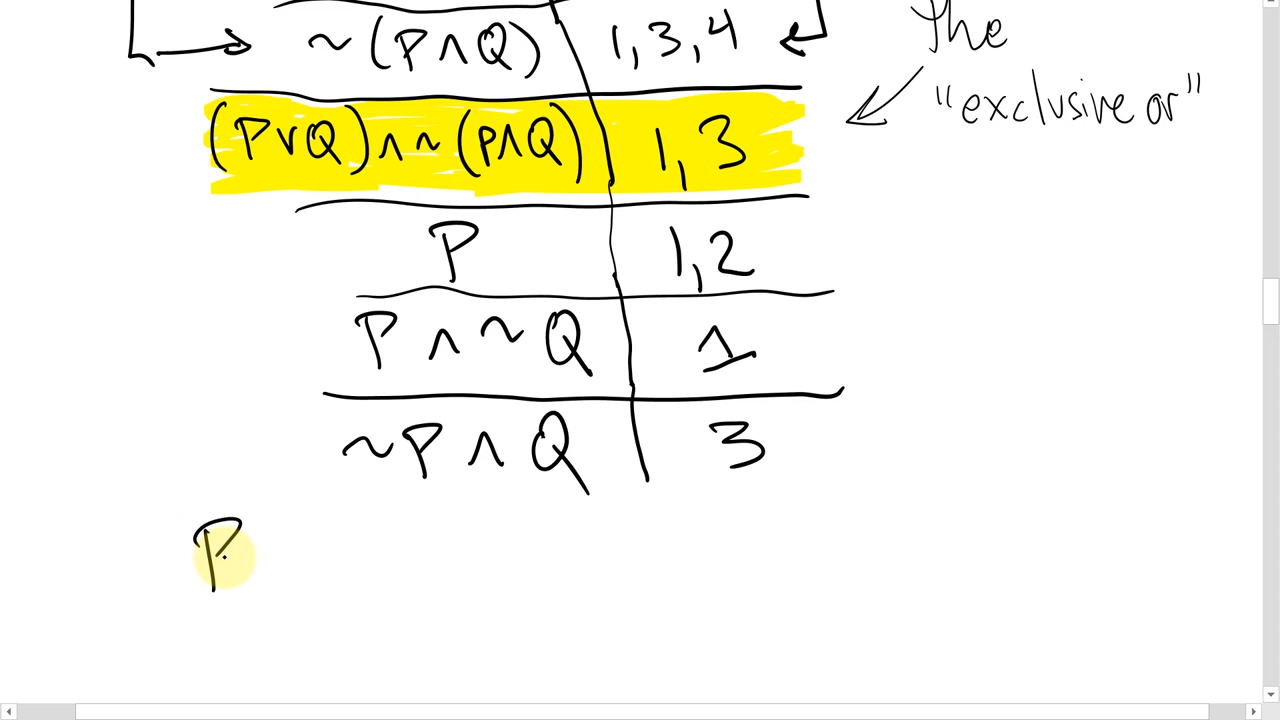 ~(P∧Q) 1,3,4
The
"exclusive or"
(P∨Q)∧~(P∧Q) 1,3
P 1,2
P∧~Q 1
~P∧Q 3
P